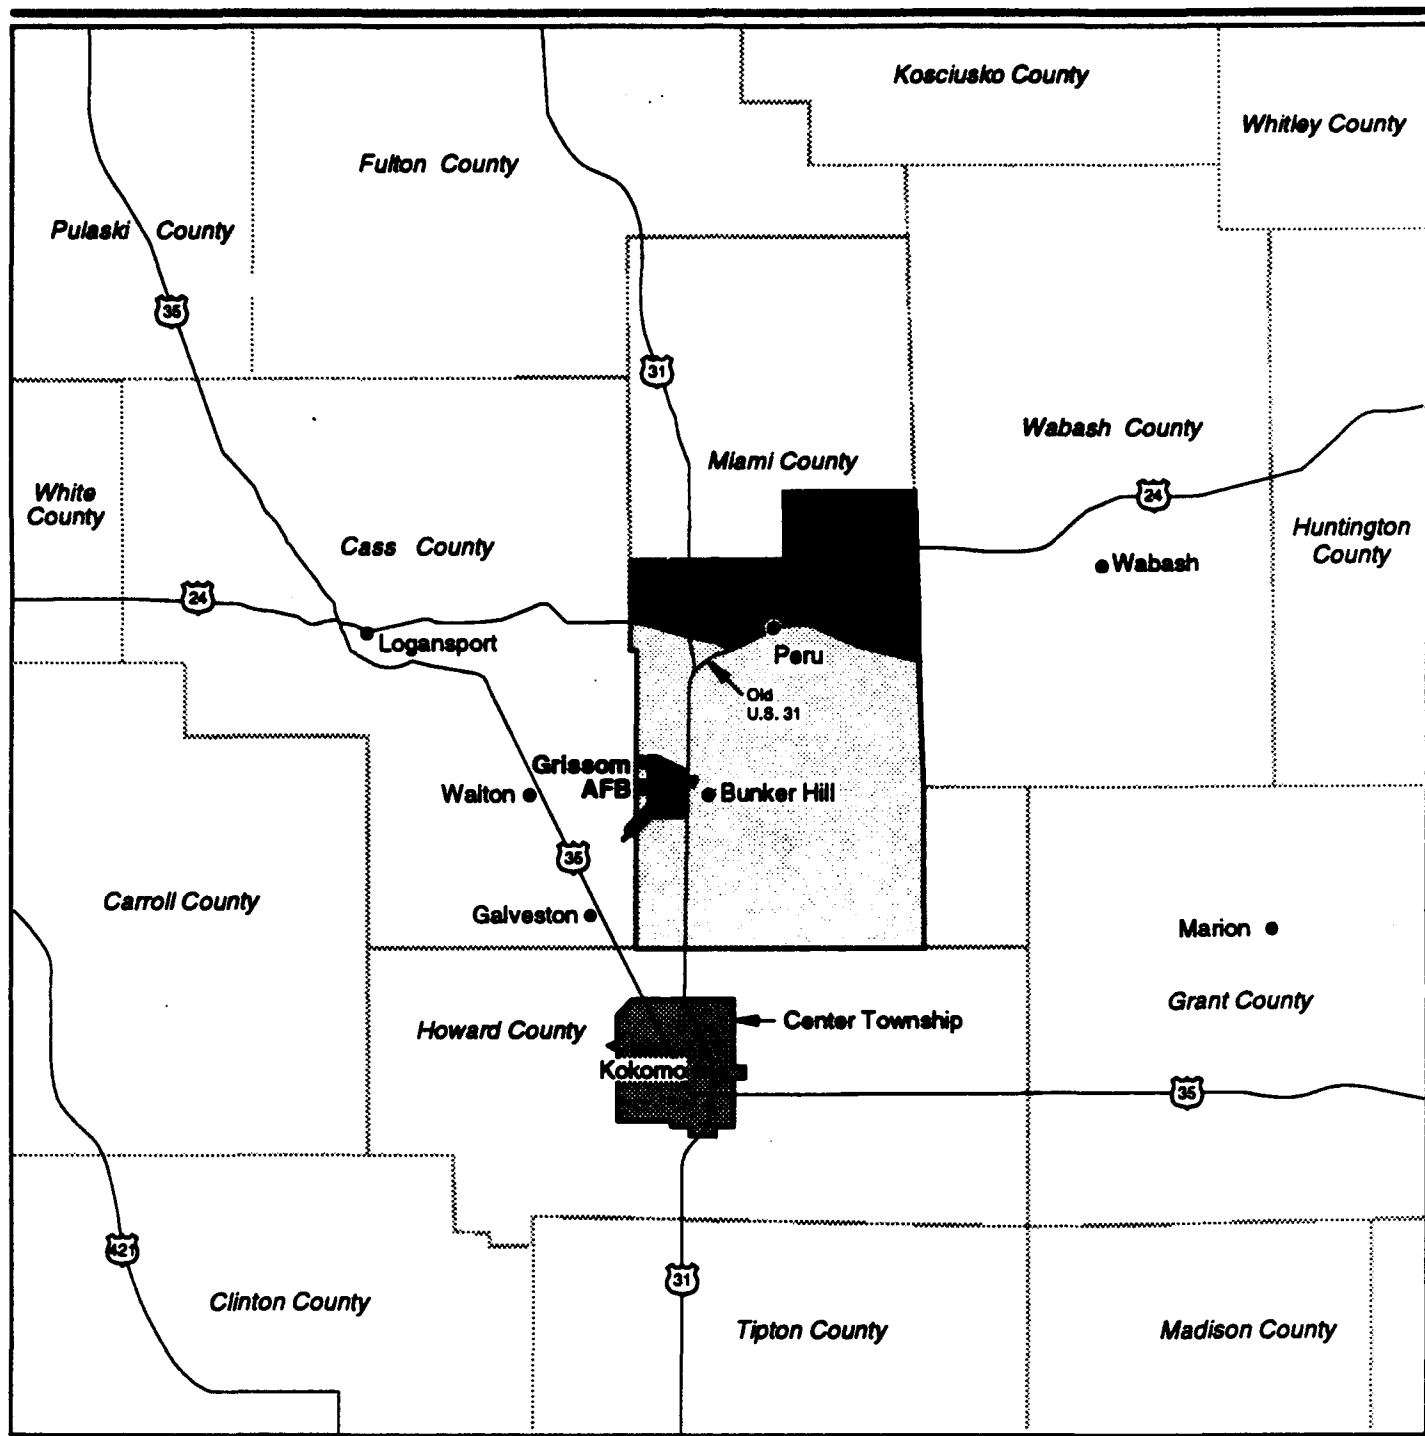 Kosciusko County
Whitley County
Fulton County
Pulaski County
35
31
Wabash County
Miami County
White
County
24
Huntington
County
Cass County
Wabash
24
Logansport
Peru
Old
U.S. 31
Grissom
AFB
Walton
Bunker Hill
35
Carroll County
Galveston
Marion
Grant County
Center Township
Howard County
Kokomo
35
421
31
Clinton County
Tipton County
Madison County